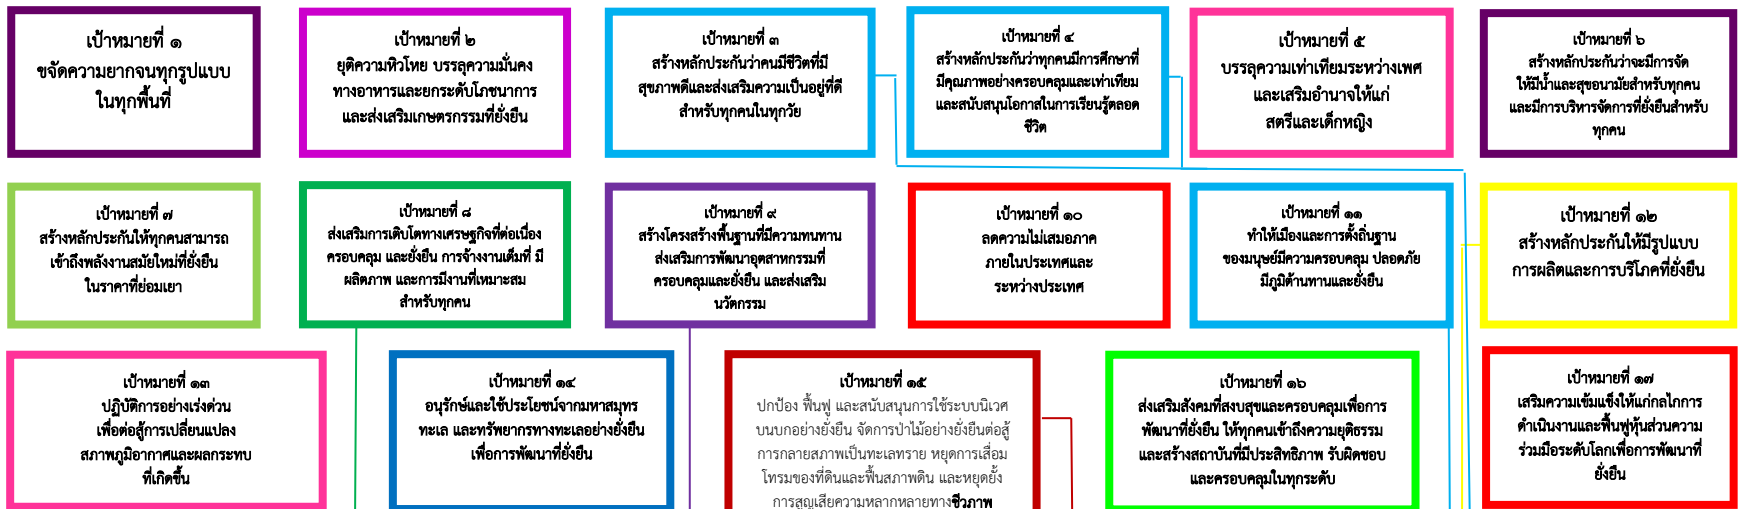 เป้าหมายที่ ๑
ขจัดความยากจนทุกรูปแบบ
ในทุกพื้นที่
เป้าหมายที่ ๒
ยุติความหิวโหย บรรลุความมั่นคง
ทางอาหารและยกระดับโภชนาการ
และส่งเสริมเกษตรกรรมที่ยั่งยืน
เป้าหมายที่ ๓
สร้างหลักประกันว่าคนมีชีวิตที่มี
สุขภาพดีและส่งเสริมความเป็นอยู่ที่ดี
สำหรับทุกคนในทุกวัย
เป้าหมายที่ ๔
สร้างหลักประกันว่าทุกคนมีการศึกษาที่
มีคุณภาพอย่างครอบคลุมและเท่าเทียม
และสนับสนุนโอกาสในการเรียนรู้ตลอด
ชีวิต
เป้าหมายที่ ๕
บรรลุความเท่าเทียมระหว่างเพศ
และเสริมอำนาจให้แก่
สตรีและเด็กหญิง
เป้าหมายที่ ๖
สร้างหลักประกันว่าจะมีการจัด
ให้มีน้ำและสุขอนามัยสำหรับทุกคน
และมีการบริหารจัดการที่ยั่งยืนสำหรับ
ทุกคน
เป้าหมายที่ ๗
สร้างหลักประกันให้ทุกคนสามารถ
เข้าถึงพลังงานสมัยใหม่ที่ยั่งยืน
ในราคาที่ย่อมเยา
เป้าหมายที่ ๘
ส่งเสริมการเติบโตทางเศรษฐกิจที่ต่อเนื่อง
ครอบคลุม และยั่งยืน การจ้างงานเต็มที่ มี
ผลิตภาพ และการมีงานที่เหมาะสม
สำหรับทุกคน
เป้าหมายที่ ๙
สร้างโครงสร้างพื้นฐานที่มีความทนทาน
ส่งเสริมการพัฒนาอุตสาหกรรมที่
ครอบคลุมและยั่งยืน และส่งเสริม
นวัตกรรม
เป้าหมายที่ ๑๐
ลดความไม่เสมอภาค
ภายในประเทศและ
ระหว่างประเทศ
เป้าหมายที่ ๑๑
ทำให้เมืองและการตั้งถิ่นฐาน
ของมนุษย์มีความครอบคลุม ปลอดภัย
มีภูมิต้านทานและยั่งยืน
เป้าหมายที่ ๑๒
สร้างหลักประกันให้มีรูปแบบ
การผลิตและการบริโภคที่ยั่งยืน
เป้าหมายที่ ๑๓
ปฏิบัติการอย่างเร่งด่วน
เพื่อต่อสู้การเปลี่ยนแปลง
สภาพภูมิอากาศและผลกระทบ
ที่เกิดขึ้น
เป้าหมายที่ ๑๔
อนุรักษ์และใช้ประโยชน์จากมหาสมุทร
ทะเล และทรัพยากรทางทะเลอย่างยั่งยืน
เพื่อการพัฒนาที่ยั่งยืน
เป้าหมายที่ ๑๕
ปกป้อง ฟื้นฟู และสนับสนุนการใช้ระบบนิเวศ
บนบกอย่างยั่งยืน จัดการป่าไม้อย่างยั่งยืนต่อสู้
การกลายสภาพเป็นทะเลทราย หยุดการเสื่อม
โทรมของที่ดินและฟื้นสภาพดิน และหยุดยั้ง
การสูญเสียความหลากหลายทางชีวภาพ
เป้าหมายที่ ๑๖
ส่งเสริมสังคมที่สงบสุขและครอบคลุมเพื่อการ
พัฒนาที่ยั่งยืน ให้ทุกคนเข้าถึงความยุติธรรม
และสร้างสถาบันที่มีประสิทธิภาพ รับผิดชอบ
และครอบคลุมในทุกระดับ
เป้าหมายที่ ๑๗
เสริมความเข้มแข็งให้แก่กลไกการ
ดำเนินงานและฟื้นฟูหุ้นส่วนความ
ร่วมมือระดับโลกเพื่อการพัฒนาที่
ยั่งยืน